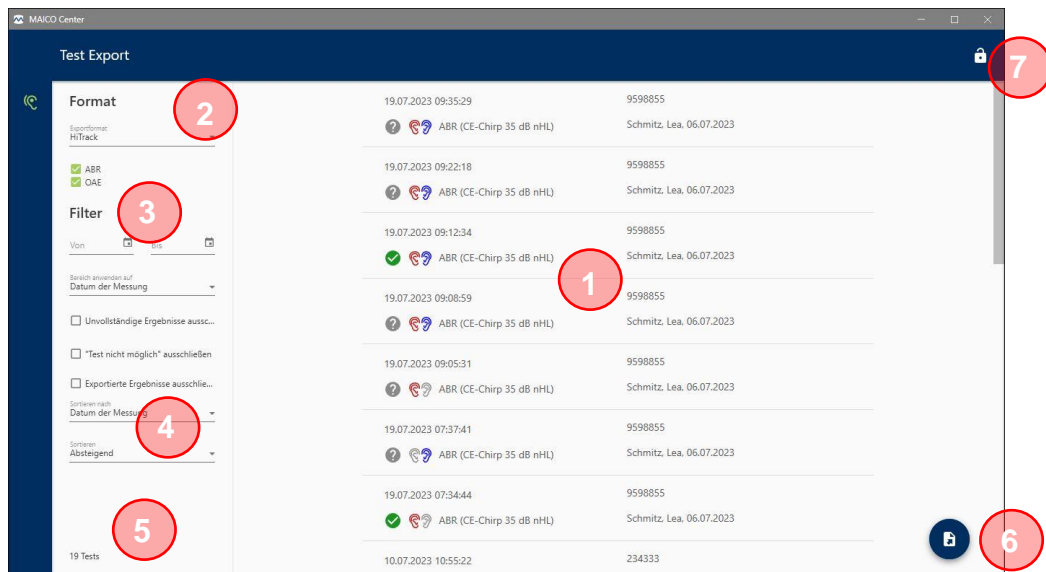 MAICO Center
Test Export
7
Format
2
Exportformat
HiTrack
ABR
OAE
Filter
3
Von
Bis
Bereich anwenden auf
Datum der Messung
Unvollständige Ergebnisse aussc...
"Test nicht möglich" ausschließen
Exportierte Ergebnisse ausschlie...
Sortieren nach
Datum der Messung
4
Sortieren
Absteigend
5
19 Tests
19.07.2023 09:35:29 9598855
ABR (CE-Chirp 35 dB nHL) Schmitz, Lea, 06.07.2023
19.07.2023 09:22:18 9598855
ABR (CE-Chirp 35 dB nHL) Schmitz, Lea, 06.07.2023
19.07.2023 09:12:34 9598855
ABR (CE-Chirp 35 dB nHL) Schmitz, Lea, 06.07.2023
1
19.07.2023 09:08:59 9598855
ABR (CE-Chirp 35 dB nHL) Schmitz, Lea, 06.07.2023
19.07.2023 09:05:31 9598855
ABR (CE-Chirp 35 dB nHL) Schmitz, Lea, 06.07.2023
19.07.2023 07:37:41 9598855
ABR (CE-Chirp 35 dB nHL) Schmitz, Lea, 06.07.2023
19.07.2023 07:34:44 9598855
ABR (CE-Chirp 35 dB nHL) Schmitz, Lea, 06.07.2023
10.07.2023 10:55:22 234333
6